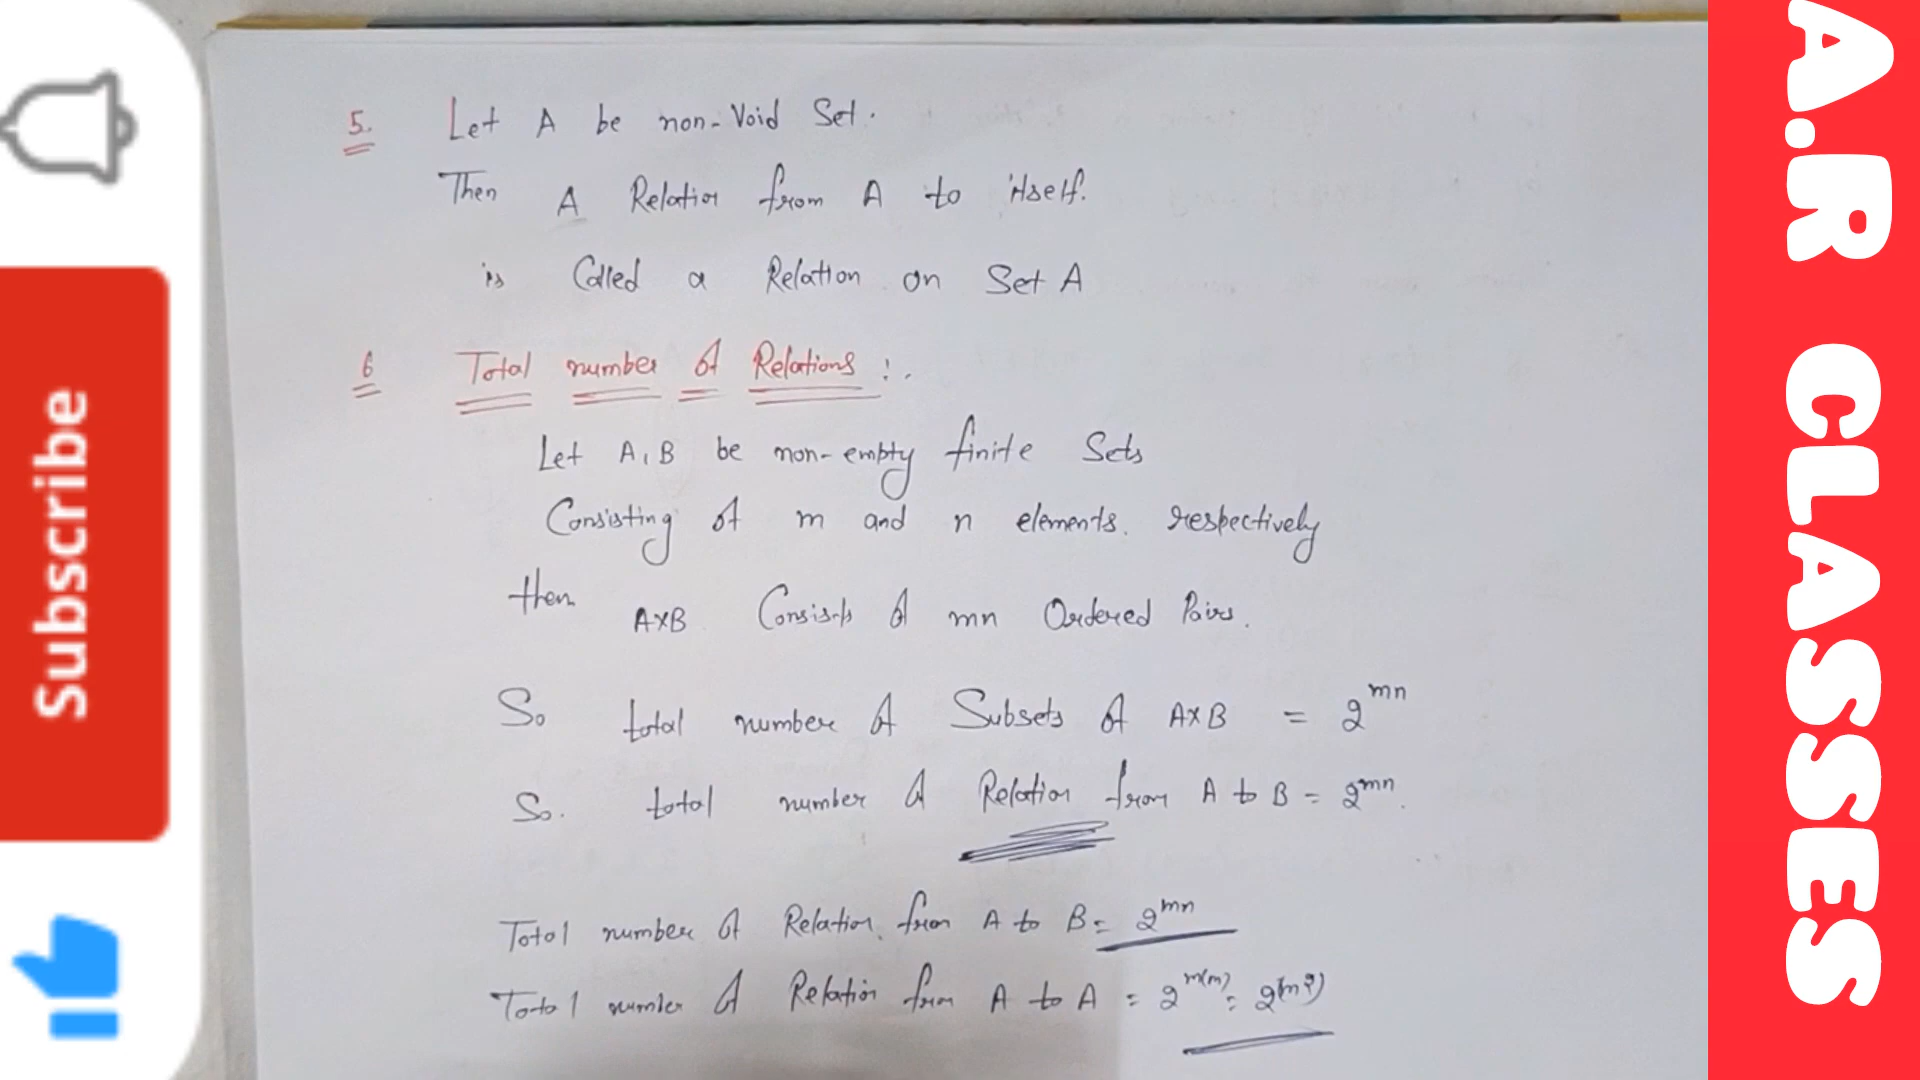 5. Let A be non-Void Set.
Then A Relation from A to itself.
is Called a Relation on Set A
6 Total number of Relations :.
Let A, B be non-empty finite Sets
Consisting of m and n elements. respectively
then AxB Consists of mn Ordered Pairs.
So total number of Subsets of AxB = 2^mn
So. total number of Relation from A to B = 2^mn.
Total number of Relation. from A to B = 2^mn
Total number of Relation from A to A = 2^m(m) = 2^(m^2)
Subscribe
A.R CLASSES